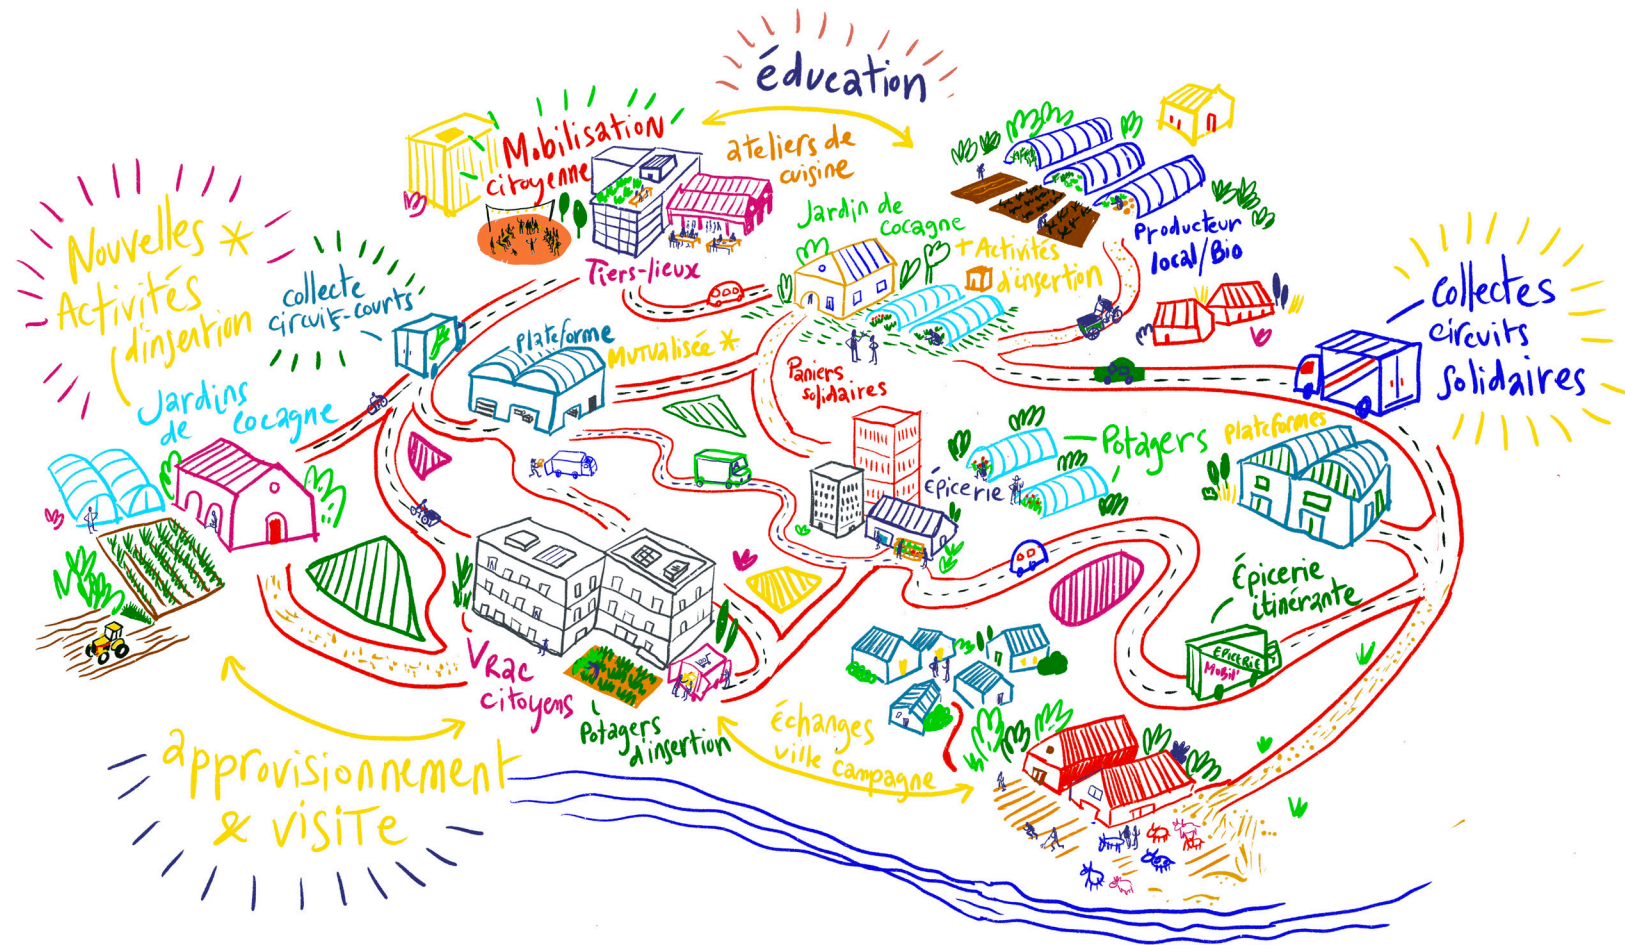 éducation
Mobilisation
citoyenne
ateliers de
cuisine
Tiers-lieux
Jardin de
cocagne
+ Activités
d'insertion
Producteur
local/Bio
Collectes
circuits
solidaires
Nouvelles *
Activités
d'insertion
collecte
circuit-courts
Jardins
de cocagne
plateforme
MUTUALISÉE *
Paniers
solidaires
épicerie
Potagers
Plateformes
Épicerie
itinérante
EPICERIE
MOBIL'
VRAC
citoyens
Potagers
d'insertion
Échanges
ville campagne
approvisionnement
& visite